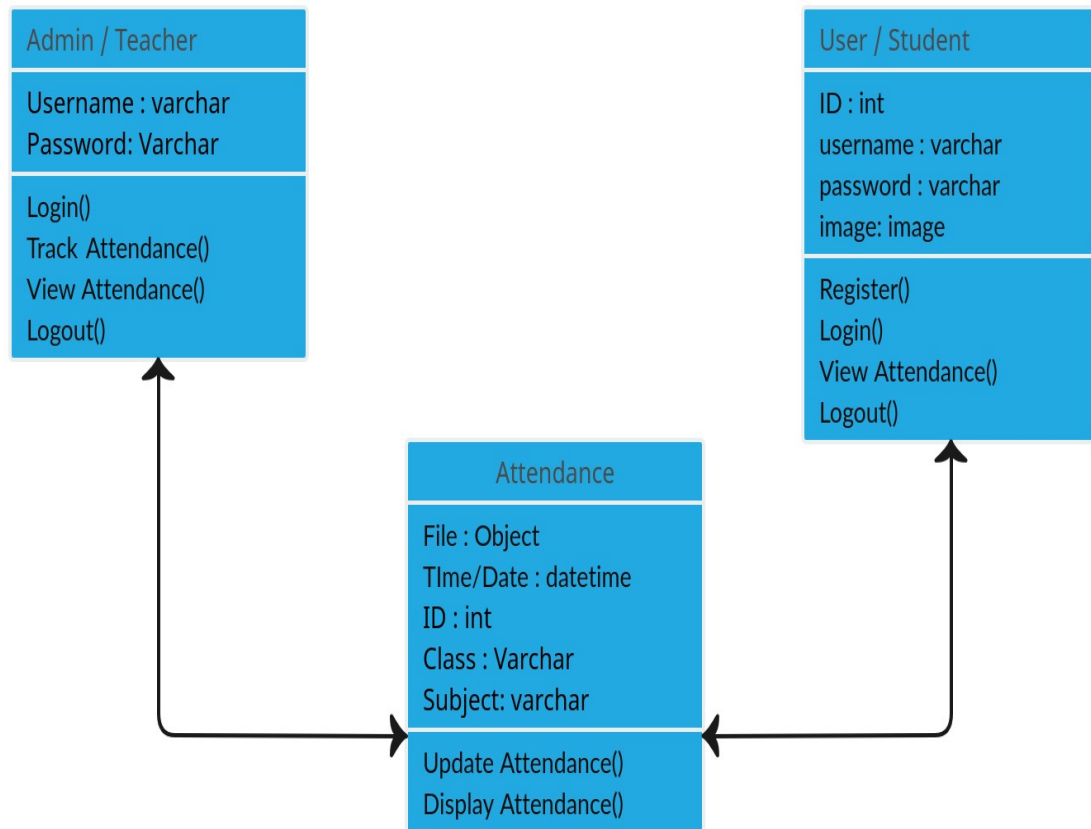 Admin / Teacher
Username : varchar
Password: Varchar
Login()
Track Attendance()
View Attendance()
Logout()
User / Student
ID : int
username : varchar
password : varchar
image: image
Register()
Login()
View Attendance()
Logout()
Attendance
File : Object
TIme/Date : datetime
ID : int
Class : Varchar
Subject: varchar
Update Attendance()
Display Attendance()